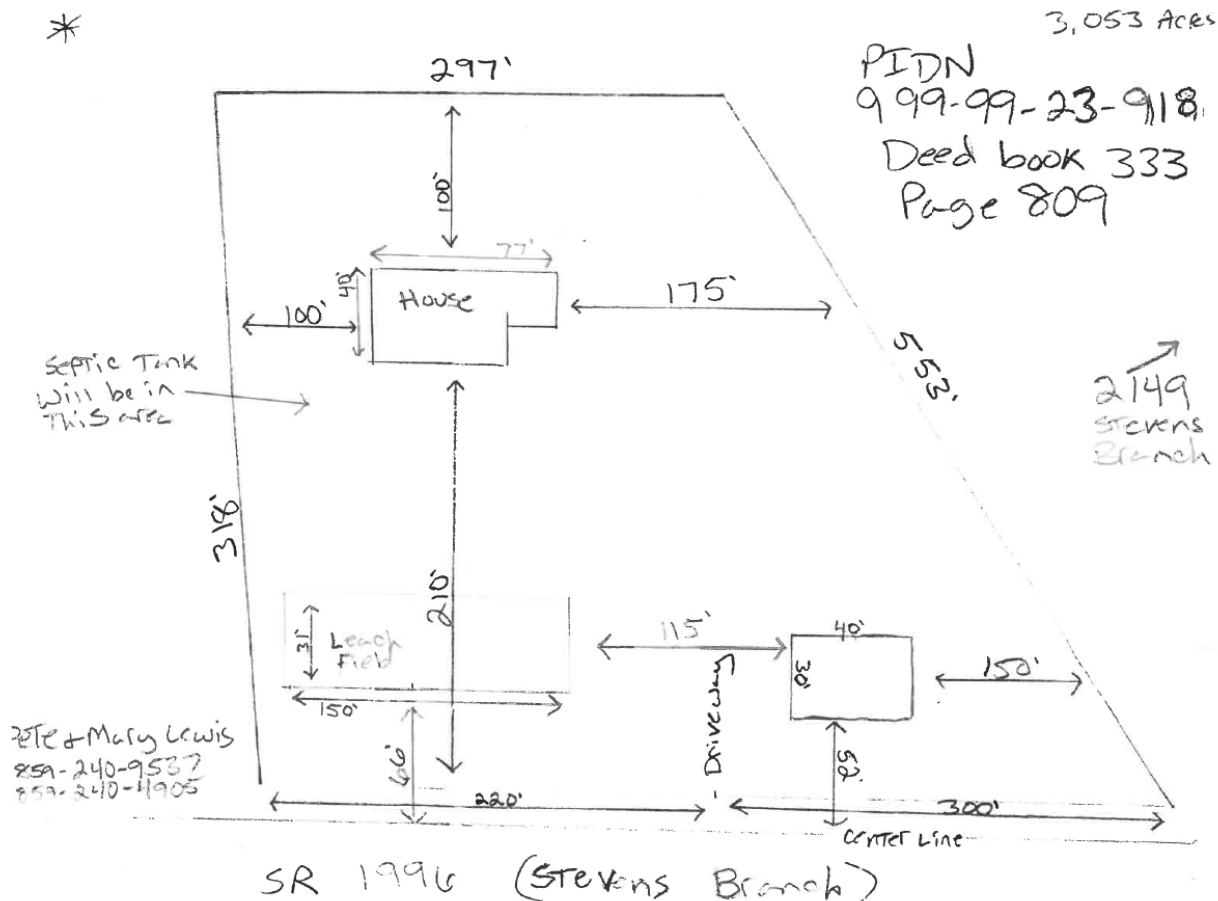 *
3,053 Acres
PIDN
999-99-23-918
Deed book 333
Page 809
297'
100'
77'
40'
House
100'
175'
553'
Septic Tank
will be in
This area
2149
Stevens
Branch
318'
210'
31'
Leach
Field
150'
115'
40'
30'
150'
Driveway
Pete & Mary Lewis
859-240-9537
859-240-4905
66'
52'
220'
300'
Center Line
SR 1996 (Stevens Branch)